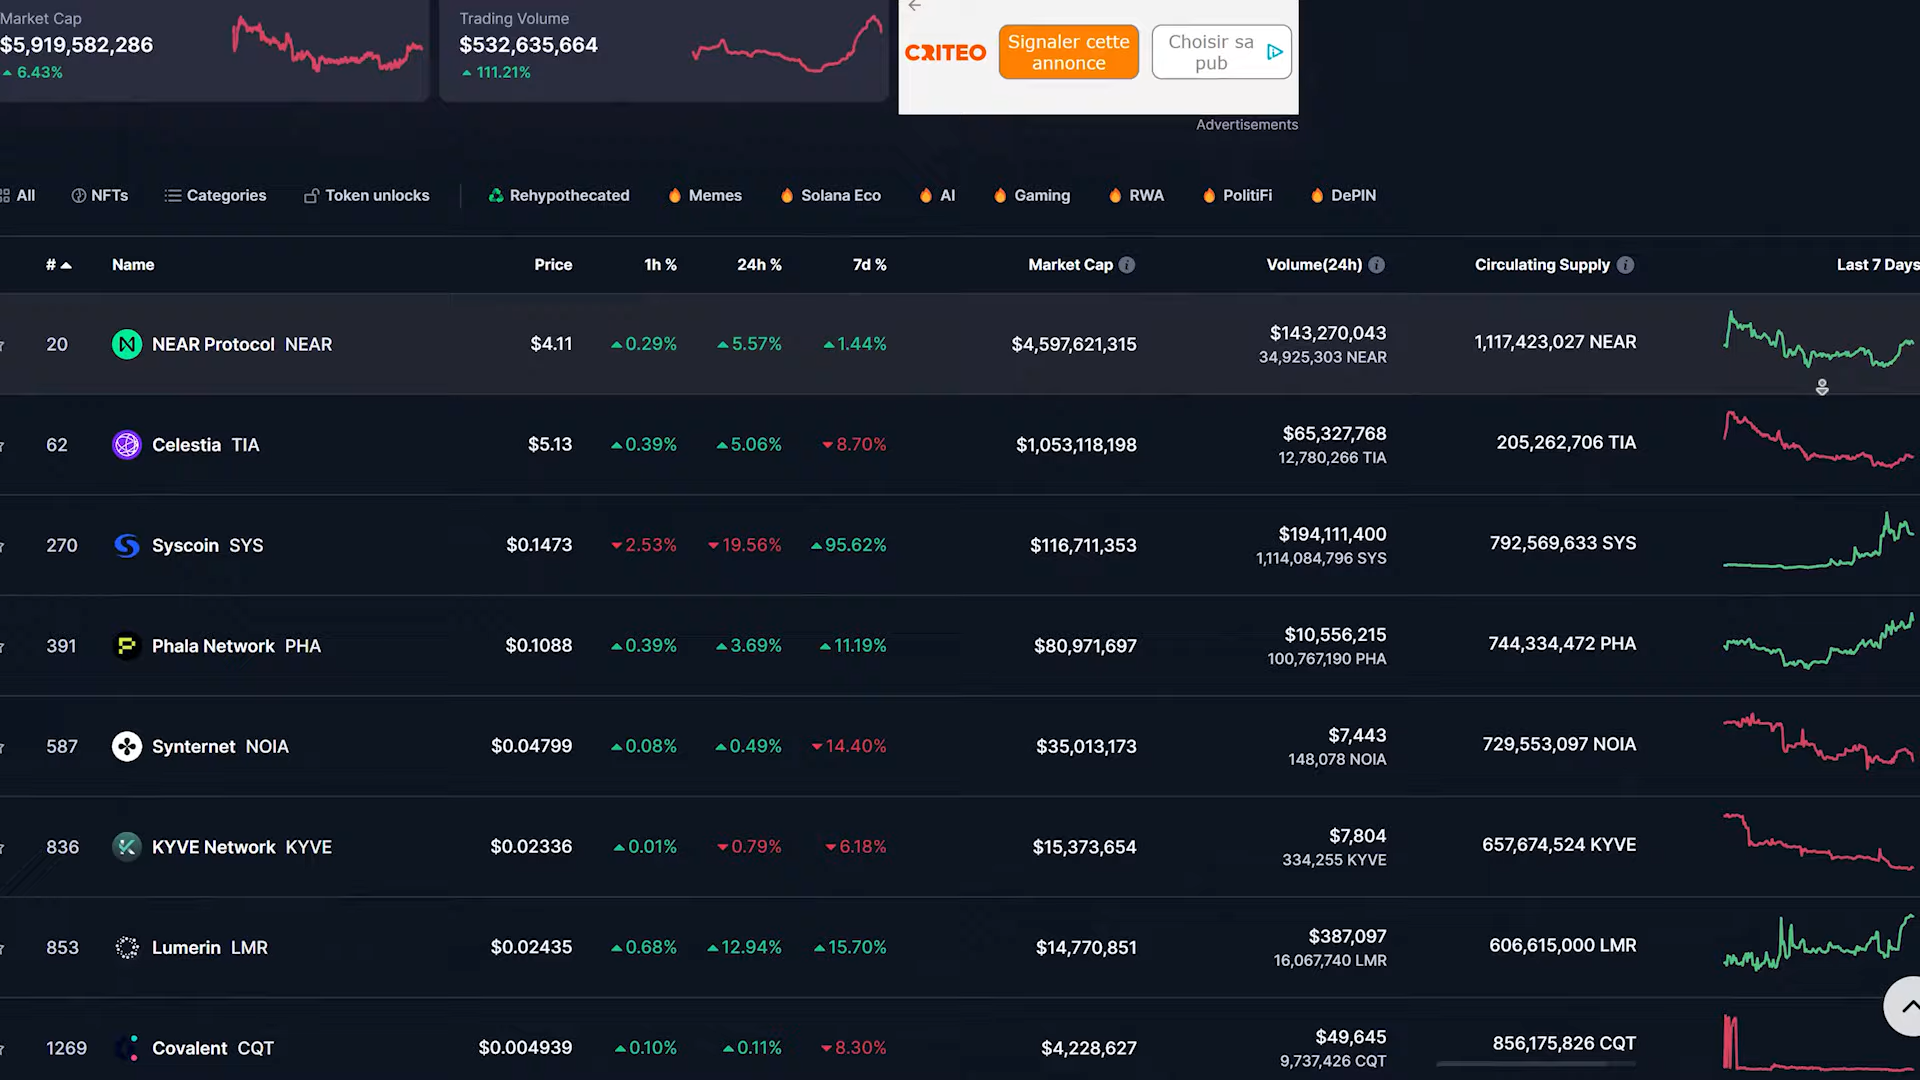 Market Cap
$5,919,582,286
6.43%
Trading Volume
$532,635,664
111.21%
CRITEO
Signaler cette
annonce
Choisir sa
pub
Advertisements
All NFTs Categories Token unlocks Rehypothecated Memes Solana Eco AI Gaming RWA PolitiFi DePIN
# Name Price 1h % 24h % 7d % Market Cap Volume(24h) Circulating Supply Last 7 Days
20 NEAR Protocol NEAR $4.11 0.29% 5.57% 1.44% $4,597,621,315 $143,270,043 1,117,423,027 NEAR
34,925,303 NEAR
62 Celestia TIA $5.13 0.39% 5.06% 8.70% $1,053,118,198 $65,327,768 205,262,706 TIA
12,780,266 TIA
270 Syscoin SYS $0.1473 2.53% 19.56% 95.62% $116,711,353 $194,111,400 792,569,633 SYS
1,114,084,796 SYS
391 Phala Network PHA $0.1088 0.39% 3.69% 11.19% $80,971,697 $10,556,215 744,334,472 PHA
100,767,190 PHA
587 Synternet NOIA $0.04799 0.08% 0.49% 14.40% $35,013,173 $7,443 729,553,097 NOIA
148,078 NOIA
836 KYVE Network KYVE $0.02336 0.01% 0.79% 6.18% $15,373,654 $7,804 657,674,524 KYVE
334,255 KYVE
853 Lumerin LMR $0.02435 0.68% 12.94% 15.70% $14,770,851 $387,097 606,615,000 LMR
16,067,740 LMR
1269 Covalent CQT $0.004939 0.10% 0.11% 8.30% $4,228,627 $49,645 856,175,826 CQT
9,737,426 CQT